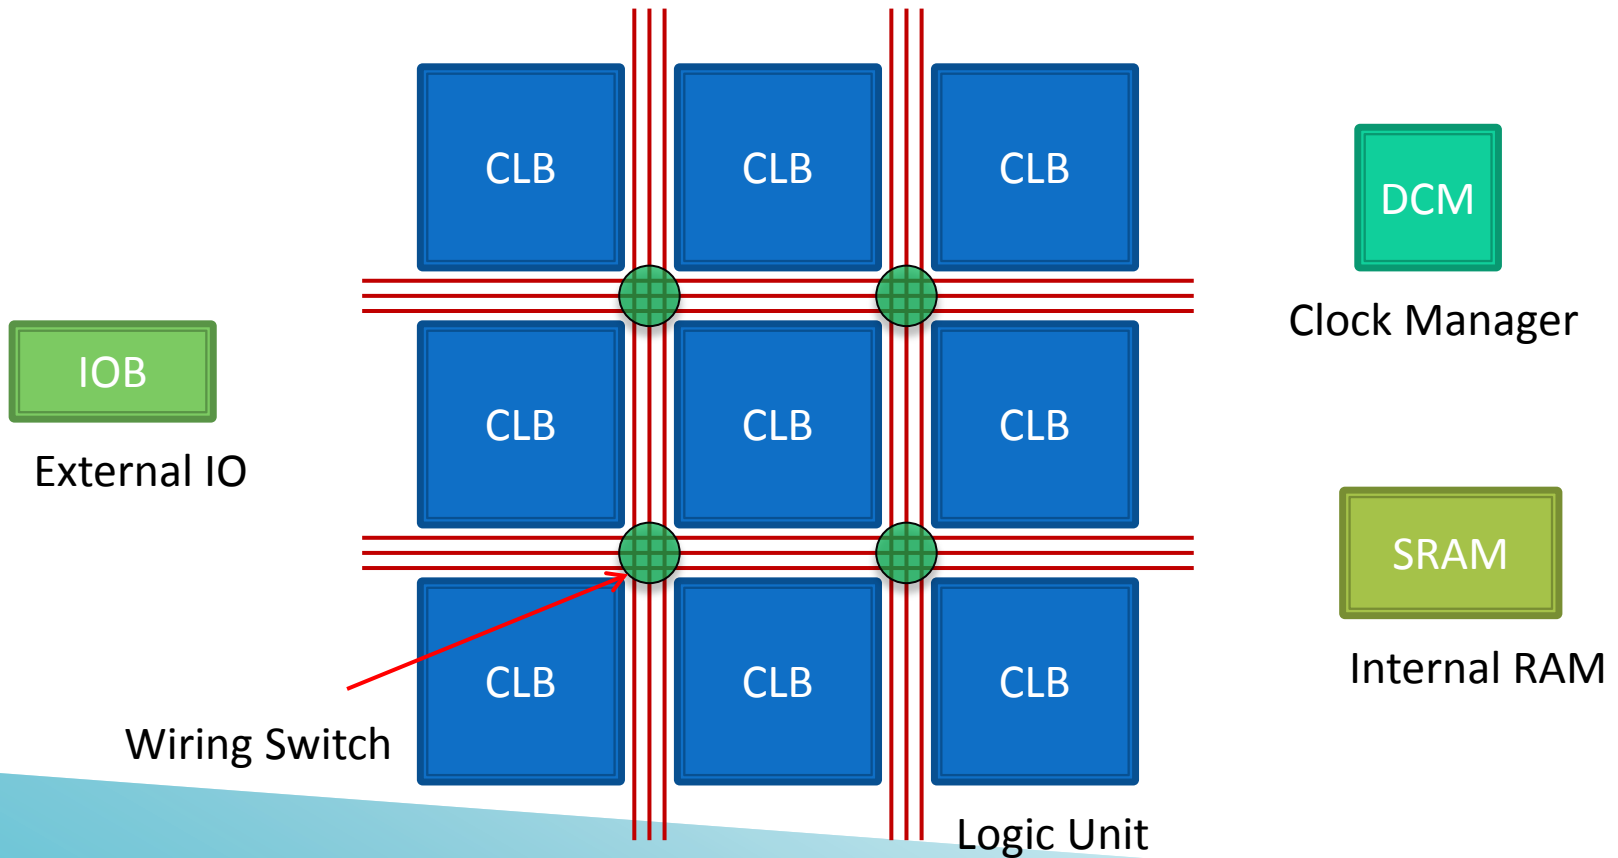 CLB
CLB
CLB
DCM
Clock Manager
IOB
External IO
CLB
CLB
CLB
SRAM
Internal RAM
CLB
CLB
CLB
Wiring Switch
Logic Unit